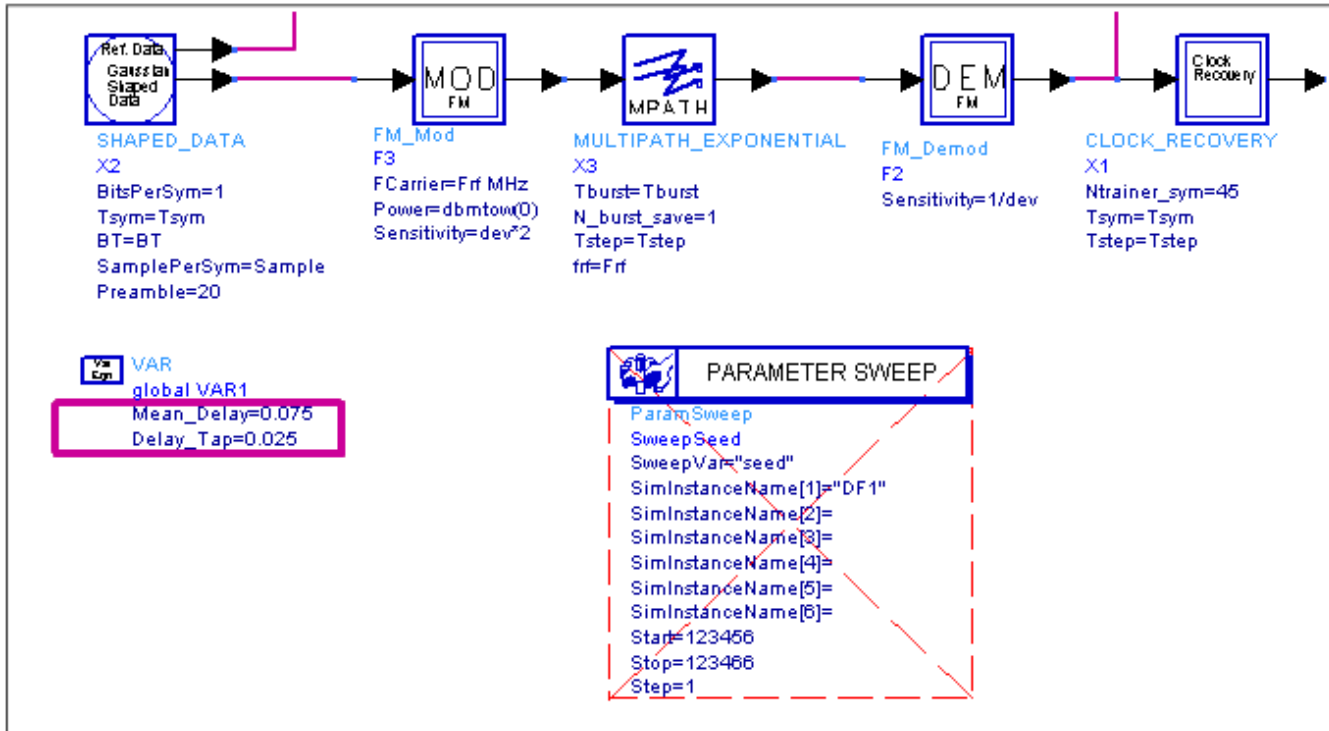 Ref. Data
Gaussian
Shaped
Data
SHAPED_DATA
X2
BitsPerSym=1
Tsym=Tsym
BT=BT
SamplePerSym=Sample
Preamble=20
MOD
FM
FM_Mod
F3
FCarrier=Frf MHz
Power=dbmtow(0)
Sensitivity=dev*2
MPATH
MULTIPATH_EXPONENTIAL
X3
Tburst=Tburst
N_burst_save=1
Tstep=Tstep
frf=Frf
DEM
FM
FM_Demod
F2
Sensitivity=1/dev
Clock
Recovery
CLOCK_RECOVERY
X1
Ntrainer_sym=45
Tsym=Tsym
Tstep=Tstep
Var
Eqn
VAR
global VAR1
Mean_Delay=0.075
Delay_Tap=0.025
PARAMETER SWEEP
ParamSweep
SweepSeed
SweepVar="seed"
SimInstanceName[1]="DF1"
SimInstanceName[2]=
SimInstanceName[3]=
SimInstanceName[4]=
SimInstanceName[5]=
SimInstanceName[6]=
Start=123456
Stop=123466
Step=1